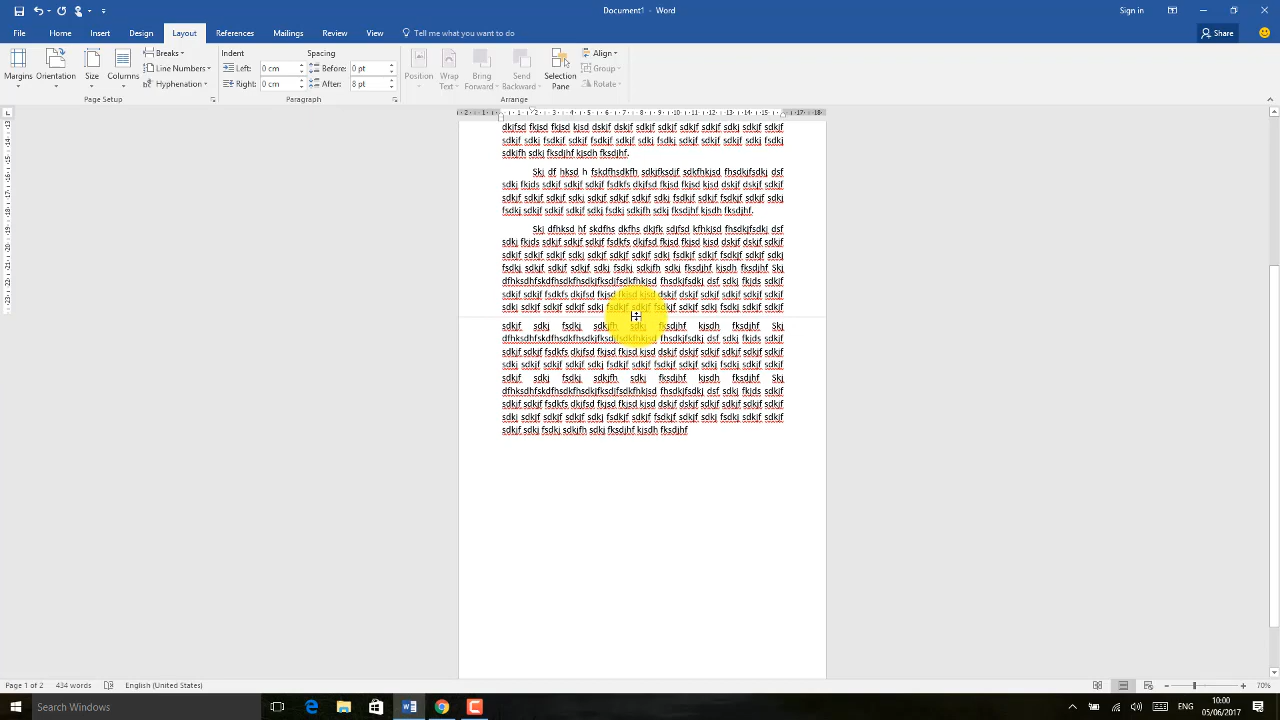 Document1 - Word
Sign in
File Home Insert Design Layout References Mailings Review View Tell me what you want to do
Share
Margins Orientation Size Columns Breaks Line Numbers Hyphenation
Indent Spacing
Left: 0 cm Before: 0 pt
Right: 0 cm After: 8 pt
Position Wrap Text Bring Forward Send Backward Selection Pane Align Group Rotate
Page Setup Paragraph Arrange
dkjfsd fkjsd fkjsd kjsd dskjf dskjf sdkjf sdkjf sdkjf sdkjf sdkj sdkjf sdkjf
sdkjf sdkj fsdkjf sdkjf fsdkjf sdkj fsdkj sdkjf sdkjf sdkjf sdkj fsdkj
sdkjfh sdkj fksdjhf kjsdh fksdjhf.
Skj df hksd h fskdfhsdkfh sdkjfksdjf sdkfhkjsd fhsdkjfsdkj dsf
sdkj fkjds sdkjf sdkjf sdkjf fsdkfs dkjfsd fkjsd fkjsd kjsd dskjf dskjf sdkjf
sdkjf sdkjf sdkjf sdkj sdkjf sdkjf sdkjf sdkj fsdkjf sdkjf fsdkjf sdkj
fsdkj sdkjf sdkjf sdkjf sdkj fsdkj sdkjfh sdkj fksdjhf kjsdh fksdjhf.
Skj dfhksd hf skdfhs dkfhs dkjfk sdjfsd kfhkjsd fhsdkjfsdkj dsf
sdkj fkjds sdkjf sdkjf sdkjf fsdkfs dkjfsd fkjsd fkjsd kjsd dskjf dskjf sdkjf
sdkjf sdkjf sdkjf sdkj sdkjf sdkjf sdkjf sdkj fsdkjf sdkjf fsdkjf sdkj
fsdkj sdkjf sdkjf sdkjf sdkj fsdkj sdkjfh sdkj fksdjhf kjsdh fksdjhf Skj
dfhksdhfskdfhsdkfhsdkjfksdjfsdkfhkjsd fhsdkjfsdkj dsf sdkj fkjds sdkjf
sdkjf sdkjf fsdkfs dkjfsd fkjsd fkjsd kjsd dskjf dskjf sdkjf sdkjf sdkjf sdkjf
sdkj sdkjf sdkjf sdkjf sdkj fsdkjf sdkjf fsdkjf sdkj fsdkj sdkjf sdkjf
sdkjf sdkj fsdkj sdkjfh sdkj fksdjhf kjsdh fksdjhf Skj
dfhksdhfskdfhsdkfhsdkjfksdjfsdkfhkjsd fhsdkjfsdkj dsf sdkj fkjds sdkjf
sdkjf sdkjf fsdkfs dkjfsd fkjsd fkjsd kjsd dskjf dskjf sdkjf sdkjf sdkjf sdkjf
sdkj sdkjf sdkjf sdkjf sdkj fsdkjf sdkjf fsdkjf sdkj fsdkj sdkjf sdkjf
sdkjf sdkj fsdkj sdkjfh sdkj fksdjhf kjsdh fksdjhf Skj
dfhksdhfskdfhsdkfhsdkjfksdjfsdkfhkjsd fhsdkjfsdkj dsf sdkj fkjds sdkjf
sdkjf sdkjf fsdkfs dkjfsd fkjsd fkjsd kjsd dskjf dskjf sdkjf sdkjf sdkjf sdkjf
sdkj sdkjf sdkjf sdkjf sdkj fsdkjf sdkjf fsdkjf sdkj fsdkj sdkjf sdkjf
sdkjf sdkj fsdkj sdkjfh sdkj fksdjhf kjsdh fksdjhf
Page 1 of 2 434 words English (United States)
70%
Search Windows
10:00
05/06/2017